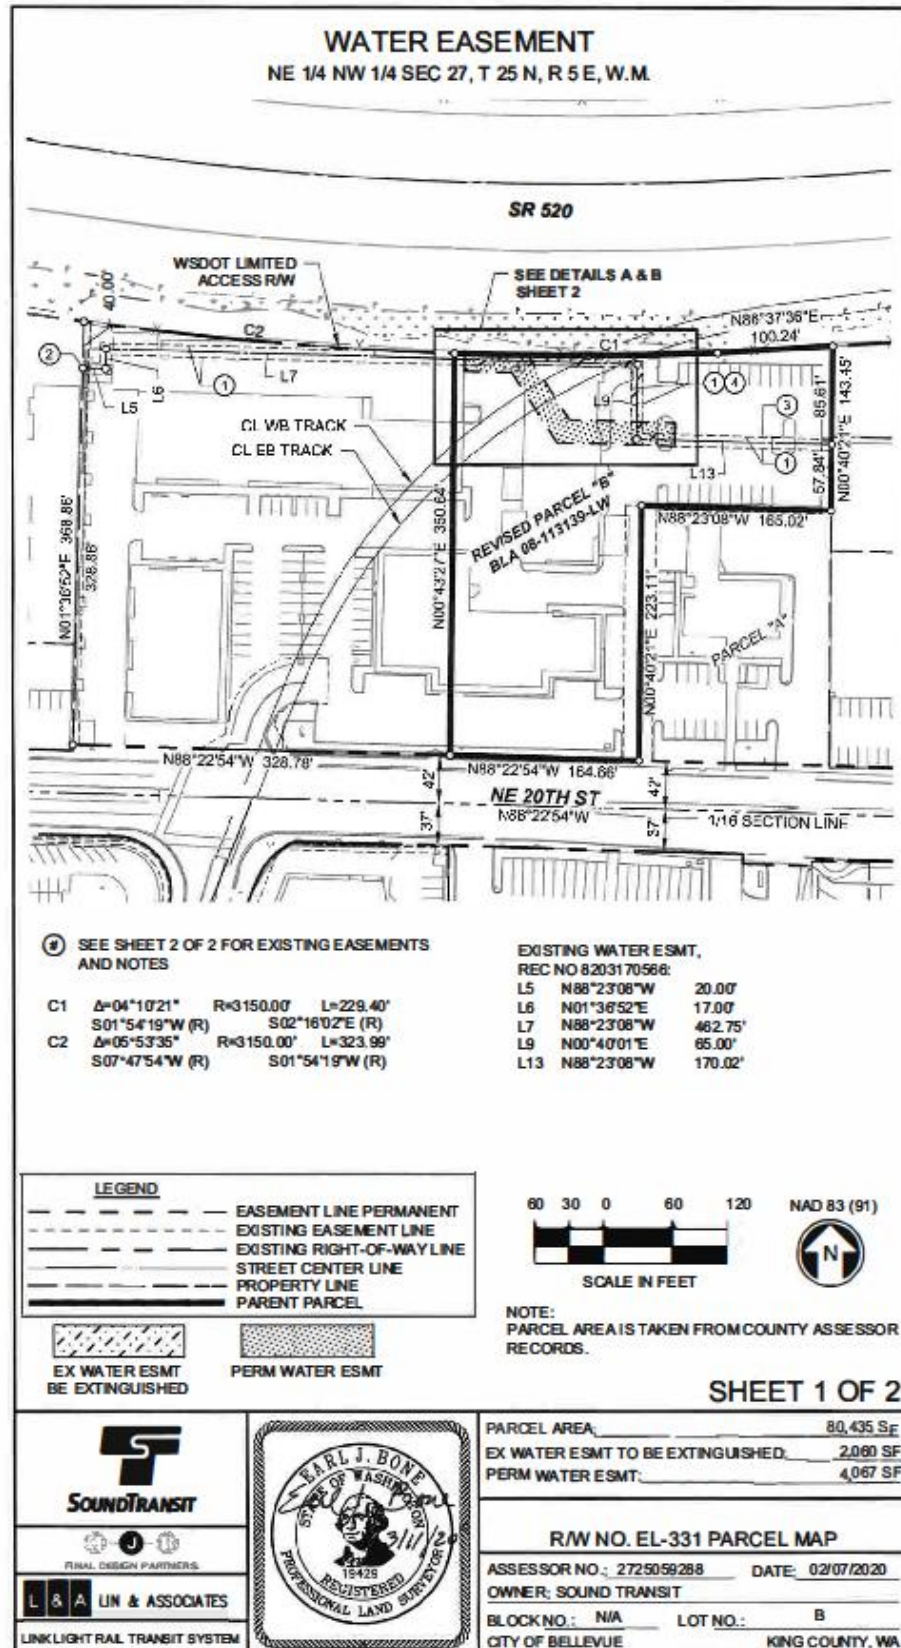 WATER EASEMENT
NE 1/4 NW 1/4 SEC 27, T 25 N, R 5 E, W.M.
SR 520
WSDOT LIMITED
ACCESS R/W
SEE DETAILS A & B
SHEET 2
40.00'
C2
C1
N88°37'36"E
100.24'
2
L5
L6
1
L7
L9
1 4
3
1
L13
85.61'
57.84'
N00°40'21"E 143.45'
CL WB TRACK
CL EB TRACK
N01°36'52"E 368.86'
328.86'
N00°43'27"E 350.64'
REVISED PARCEL "B"
BLA 08-113139-LW
N88°23'08"W 165.02'
N00°40'21"E 223.11'
PARCEL "A"
N88°22'54"W 328.78'
N88°22'54"W 164.66'
42'
37'
NE 20TH ST
N88°22'54"W
42'
37'
1/16 SECTION LINE
# SEE SHEET 2 OF 2 FOR EXISTING EASEMENTS
AND NOTES
C1 Δ=04°10'21" R=3150.00' L=229.40'
S01°54'19"W (R) S02°16'02"E (R)
C2 Δ=05°53'35" R=3150.00' L=323.99'
S07°47'54"W (R) S01°54'19"W (R)
EXISTING WATER ESMT,
REC NO 8203170566:
L5 N88°23'08"W 20.00'
L6 N01°36'52"E 17.00'
L7 N88°23'08"W 462.75'
L9 N00°40'01"E 65.00'
L13 N88°23'08"W 170.02'
LEGEND
EASEMENT LINE PERMANENT
EXISTING EASEMENT LINE
EXISTING RIGHT-OF-WAY LINE
STREET CENTER LINE
PROPERTY LINE
PARENT PARCEL
EX WATER ESMT
BE EXTINGUISHED
PERM WATER ESMT
60 30 0 60 120
SCALE IN FEET
NAD 83 (91)
N
NOTE:
PARCEL AREA IS TAKEN FROM COUNTY ASSESSOR
RECORDS.
SHEET 1 OF 2
SOUNDTRANSIT
J
FINAL DESIGN PARTNERS
L & A LIN & ASSOCIATES
LINK LIGHT RAIL TRANSIT SYSTEM
EARL J. BONE
STATE OF WASHINGTON
19429
REGISTERED
PROFESSIONAL LAND SURVEYOR
PARCEL AREA: 80,435 SF
EX WATER ESMT TO BE EXTINGUISHED: 2,060 SF
PERM WATER ESMT: 4,067 SF
R/W NO. EL-331 PARCEL MAP
ASSESSOR NO.: 2725059288 DATE: 02/07/2020
OWNER: SOUND TRANSIT
BLOCK NO.: N/A LOT NO.: B
CITY OF BELLEVUE KING COUNTY, WA